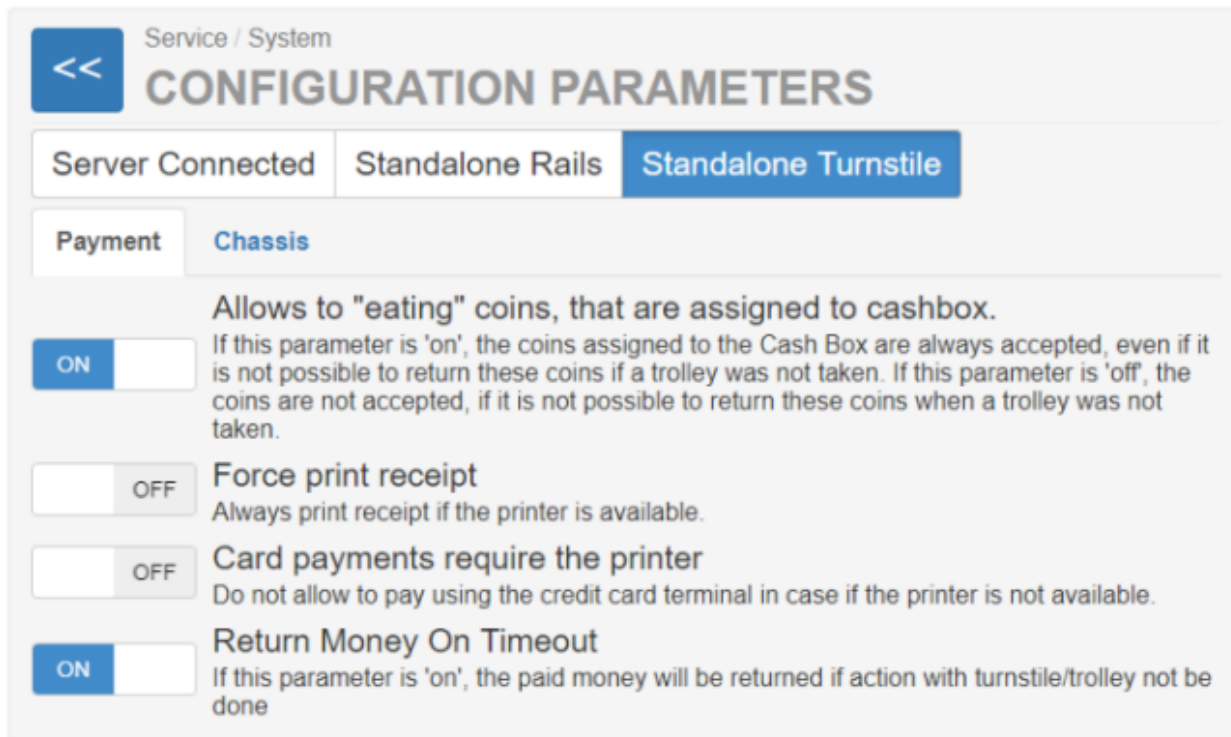 <<
Service / System
CONFIGURATION PARAMETERS
Server Connected
Standalone Rails
Standalone Turnstile
Payment
Chassis
Allows to "eating" coins, that are assigned to cashbox.
ON
If this parameter is 'on', the coins assigned to the Cash Box are always accepted, even if it
is not possible to return these coins if a trolley was not taken. If this parameter is 'off', the
coins are not accepted, if it is not possible to return these coins when a trolley was not
taken.
OFF
Force print receipt
Always print receipt if the printer is available.
OFF
Card payments require the printer
Do not allow to pay using the credit card terminal in case if the printer is not available.
ON
Return Money On Timeout
If this parameter is 'on', the paid money will be returned if action with turnstile/trolley not be
done